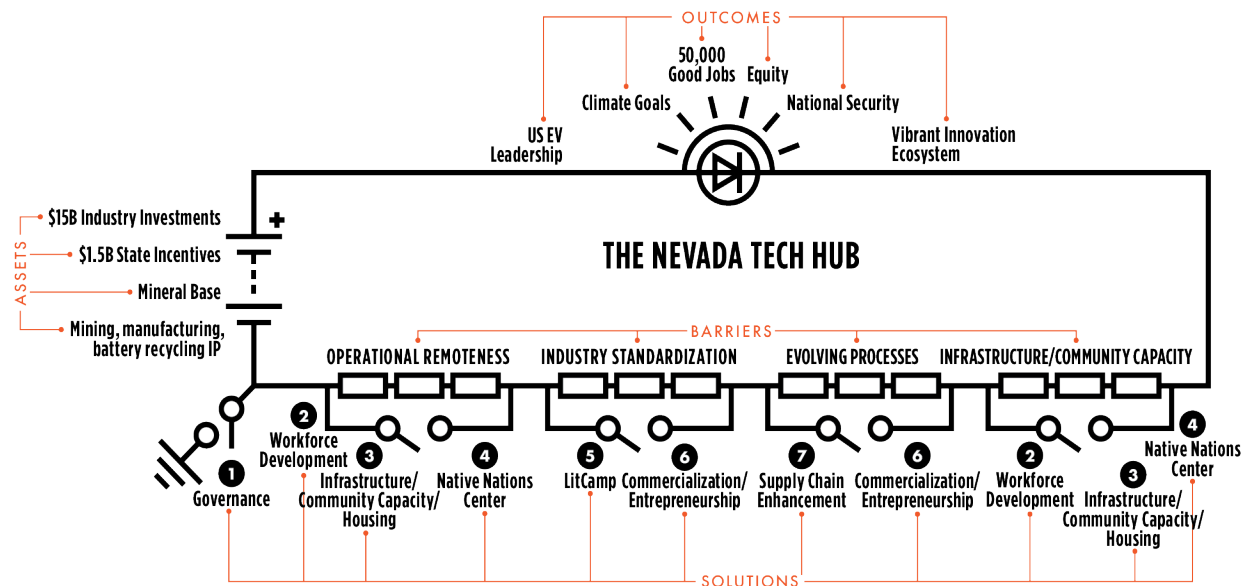 OUTCOMES
50,000
Good Jobs
Equity
Climate Goals
National Security
US EV
Leadership
Vibrant Innovation
Ecosystem
ASSETS
$15B Industry Investments
+
$1.5B State Incentives
Mineral Base
Mining, manufacturing,
battery recycling IP
THE NEVADA TECH HUB
BARRIERS
OPERATIONAL REMOTENESS
INDUSTRY STANDARDIZATION
EVOLVING PROCESSES
INFRASTRUCTURE/COMMUNITY CAPACITY
1
Governance
2
Workforce
Development
3
Infrastructure/
Community Capacity/
Housing
4
Native Nations
Center
5
LitCamp
6
Commercialization/
Entrepreneurship
7
Supply Chain
Enhancement
6
Commercialization/
Entrepreneurship
2
Workforce
Development
3
Infrastructure/
Community Capacity/
Housing
4
Native Nations
Center
SOLUTIONS